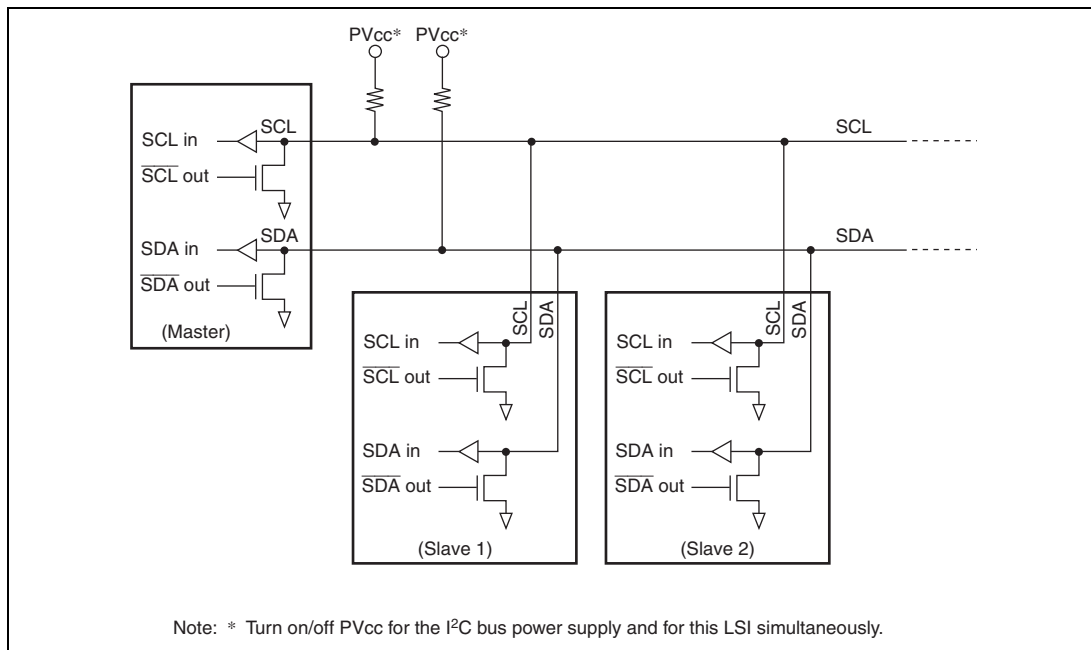 PVcc* PVcc*
SCL in
SCL
SCL
SCL out
SDA in
SDA
SDA
SDA out
(Master)
SCL
SDA
SCL
SDA
SCL in
SCL in
SCL out
SCL out
SDA in
SDA in
SDA out
SDA out
(Slave 1)
(Slave 2)
Note: * Turn on/off PVcc for the I²C bus power supply and for this LSI simultaneously.